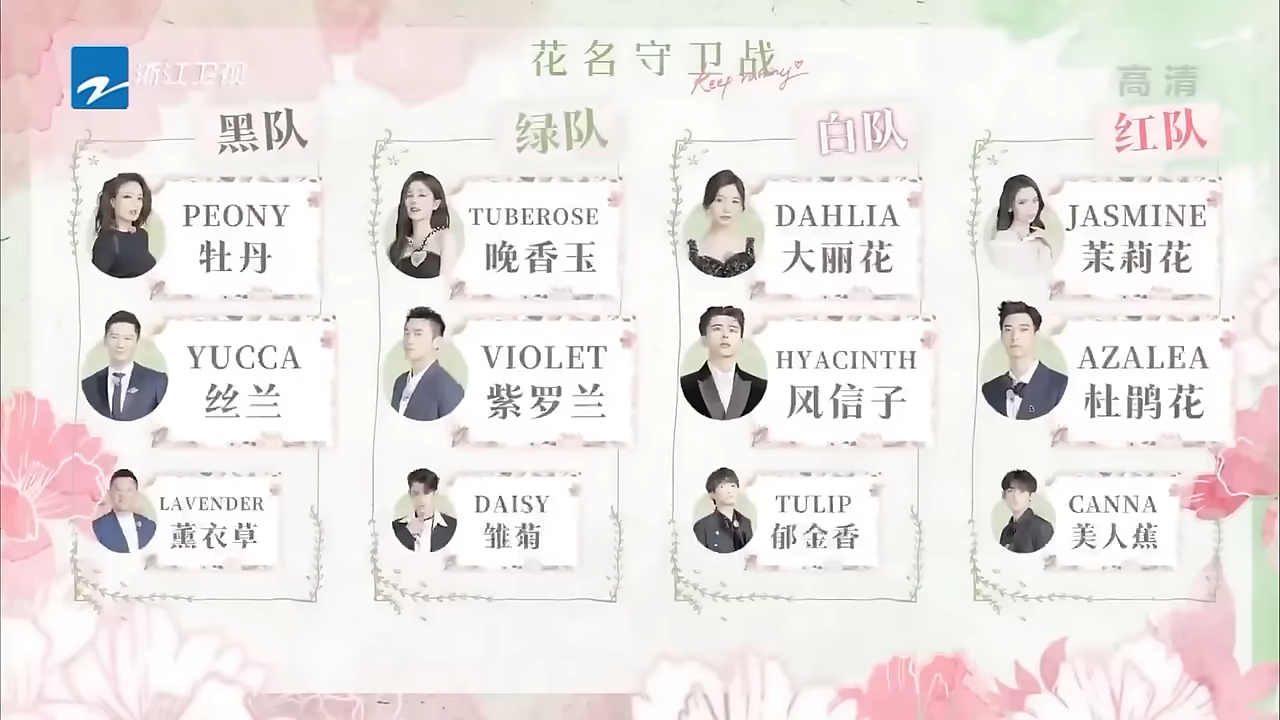 花名守卫战
Keep running
浙江卫视
高清
黑队
PEONY
牡丹
YUCCA
丝兰
LAVENDER
薰衣草
绿队
TUBEROSE
晚香玉
VIOLET
紫罗兰
DAISY
雏菊
白队
DAHLIA
大丽花
HYACINTH
风信子
TULIP
郁金香
红队
JASMINE
茉莉花
AZALEA
杜鹃花
CANNA
美人蕉